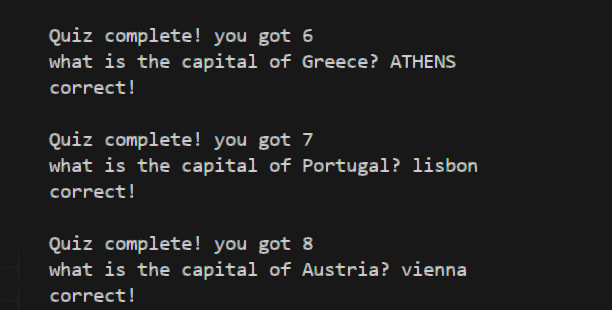 Quiz complete! you got 6
what is the capital of Greece? ATHENS
correct!
Quiz complete! you got 7
what is the capital of Portugal? lisbon
correct!
Quiz complete! you got 8
what is the capital of Austria? vienna
correct!